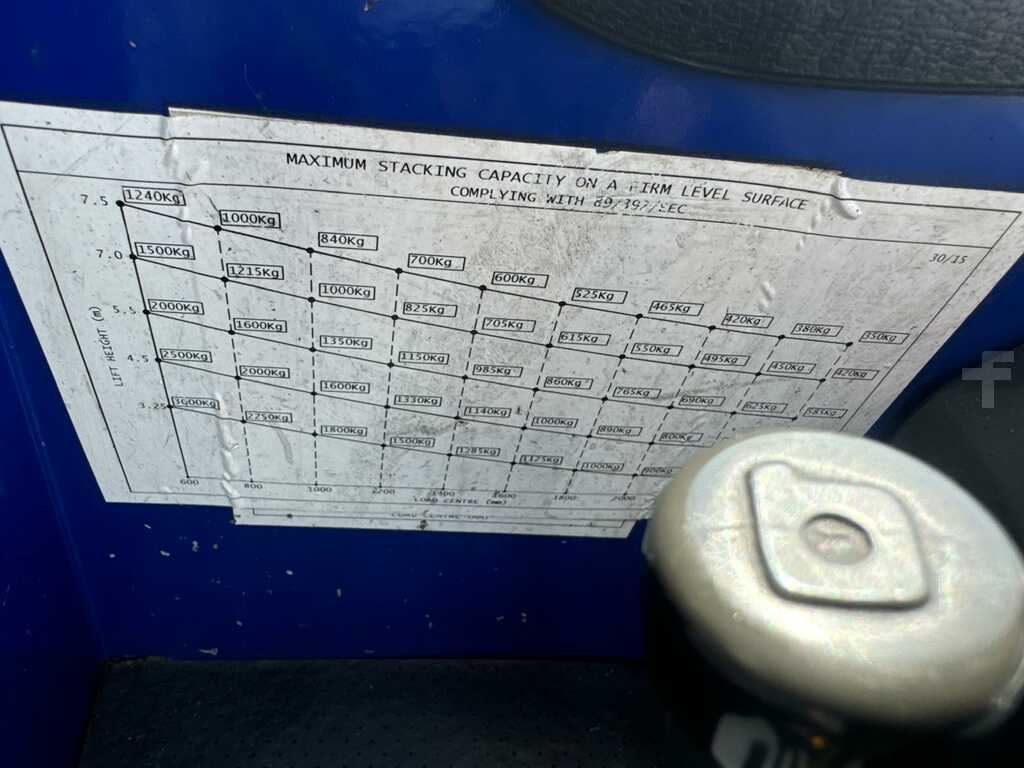 MAXIMUM STACKING CAPACITY ON A FIRM LEVEL SURFACE
COMPLYING WITH 89/392/EEC
30/15
7.5 1240Kg 1000Kg 840Kg 700Kg 600Kg 525Kg 465Kg 420Kg 380Kg 350Kg
7.0 1500Kg 1215Kg 1000Kg 825Kg 705Kg 615Kg 550Kg 495Kg 450Kg 420Kg
5.5 2000Kg 1600Kg 1350Kg 1150Kg 985Kg 860Kg 765Kg 690Kg 625Kg 585Kg
4.5 2500Kg 2000Kg 1600Kg 1330Kg 1140Kg 1000Kg 890Kg 800Kg
3.25 3000Kg 2250Kg 1800Kg 1500Kg 1285Kg 1125Kg 1000Kg 900Kg
LIFT HEIGHT (m)
600 800 1000 1200 1400 1600 1800 2000
LOAD CENTRE (mm)
f